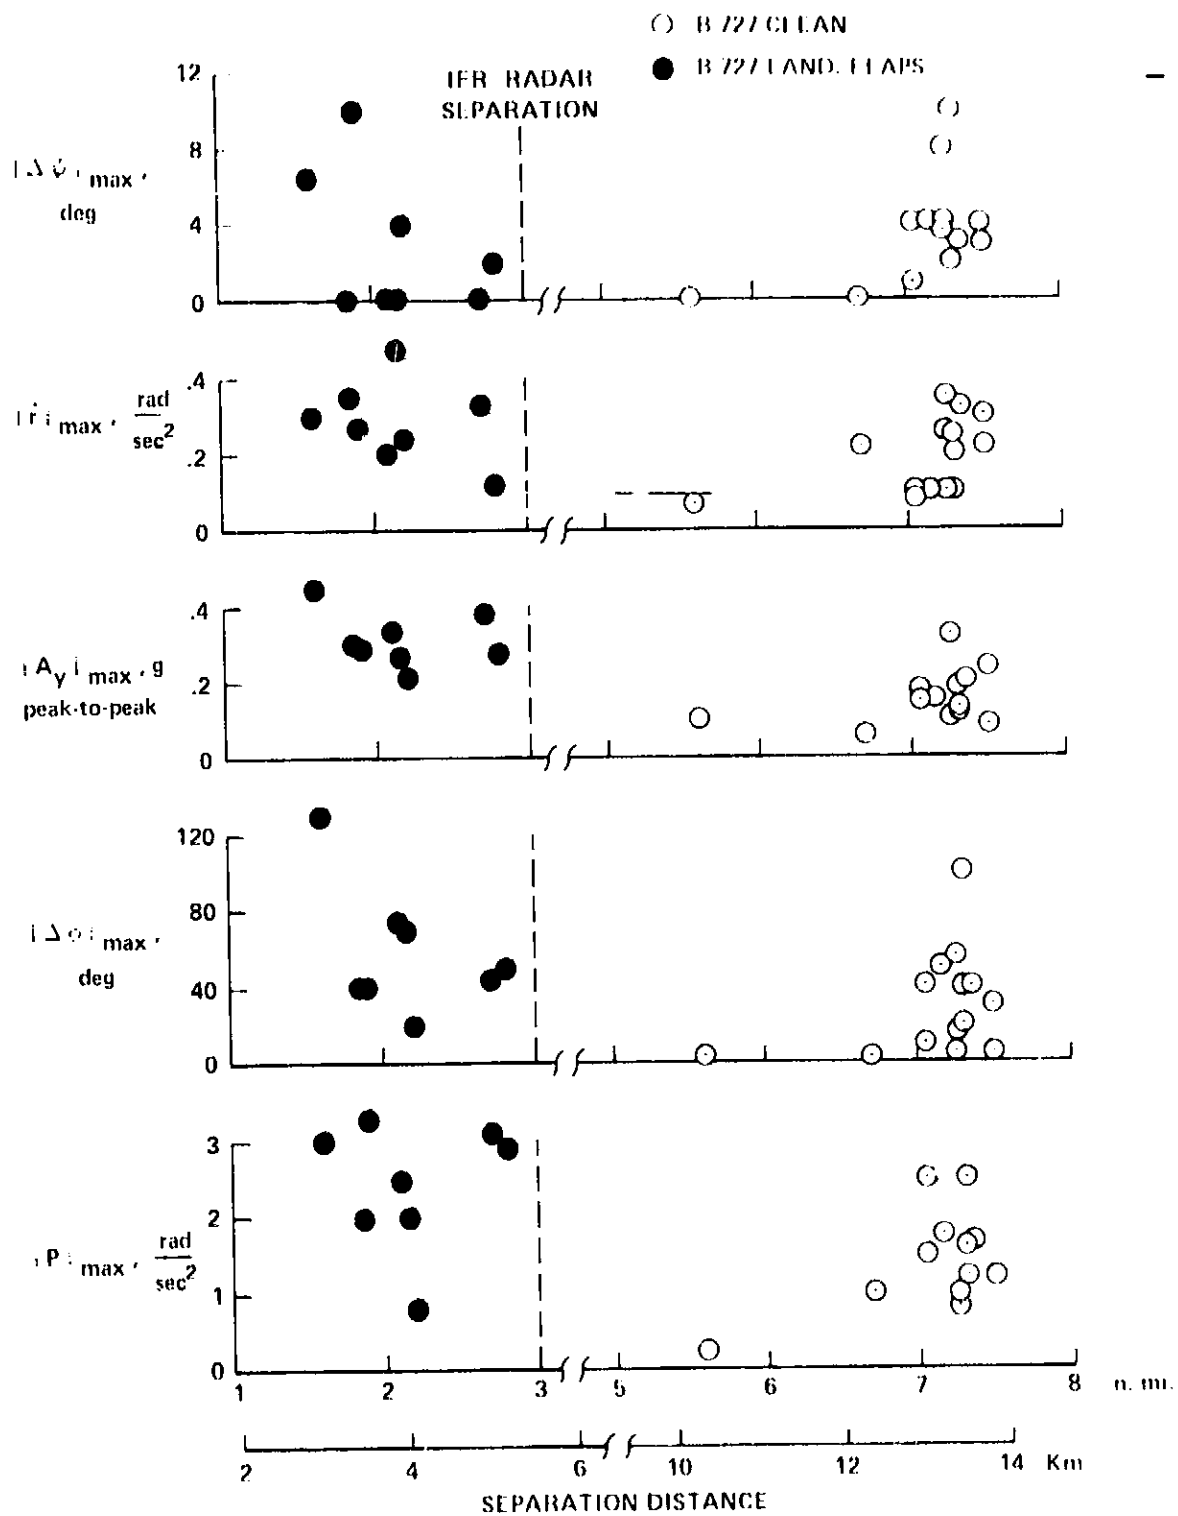 B 727 CLEAN
B 727 LAND. FLAPS
IFR RADAR
SEPARATION
12
8
4
0
|Δψ|max,
deg
.4
.2
0
|ṙ|max, rad
sec2
.4
.2
0
|Ay|max, g
peak-to-peak
120
80
40
0
|Δφ|max,
deg
3
2
1
0
|P|max, rad
sec2
1 2 3 5 6 7 8 n. mi.
2 4 6 10 12 14 Km
SEPARATION DISTANCE